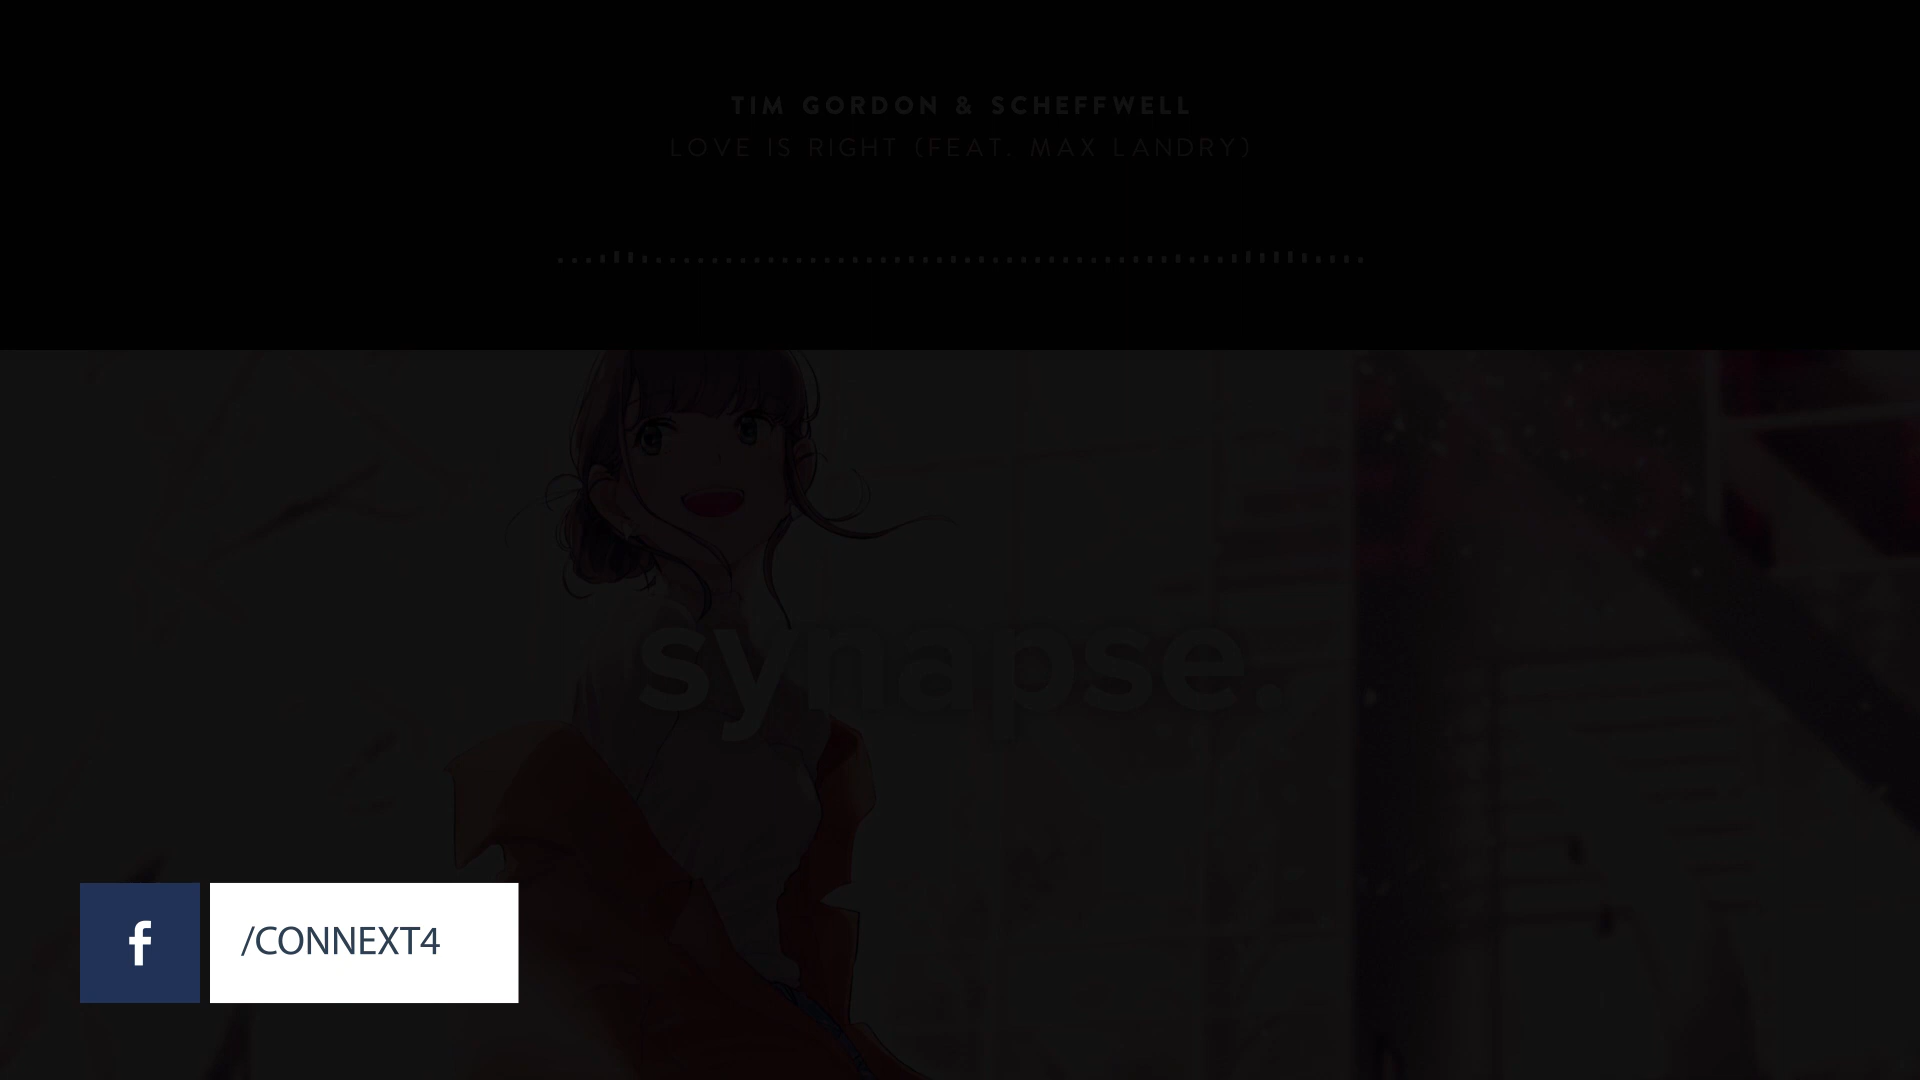 TIM GORDON & SCHEFFWELL
LOVE IS RIGHT (FEAT. MAX LANDRY)
synapse.
f
/CONNEXT4